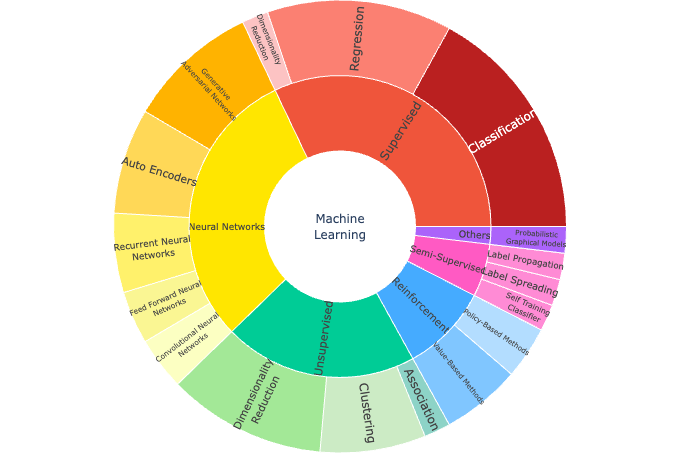 Machine
Learning
Supervised
Classification
Regression
Dimensionality
Reduction
Neural Networks
Generative
Adversarial Networks
Auto Encoders
Recurrent Neural
Networks
Feed Forward Neural
Networks
Convolutional Neural
Networks
Unsupervised
Dimensionality
Reduction
Clustering
Association
Reinforcement
Value-Based Methods
Policy-Based Methods
Semi-Supervised
Self Training
Classifier
Label Spreading
Label Propagation
Others
Probabilistic
Graphical Models